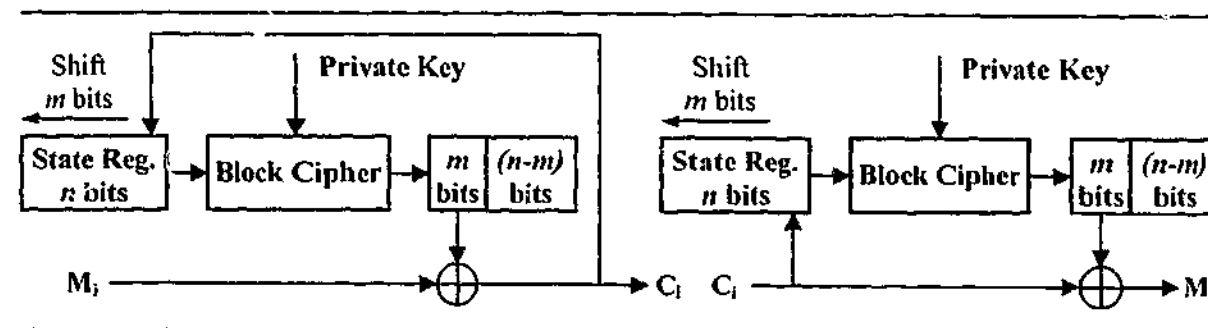 Shift
m bits
Private Key
State Reg.
n bits
Block Cipher
m
bits
(n-m)
bits
Mᵢ
Cᵢ
Shift
m bits
Private Key
State Reg.
n bits
Block Cipher
m
bits
(n-m)
bits
Cᵢ
M